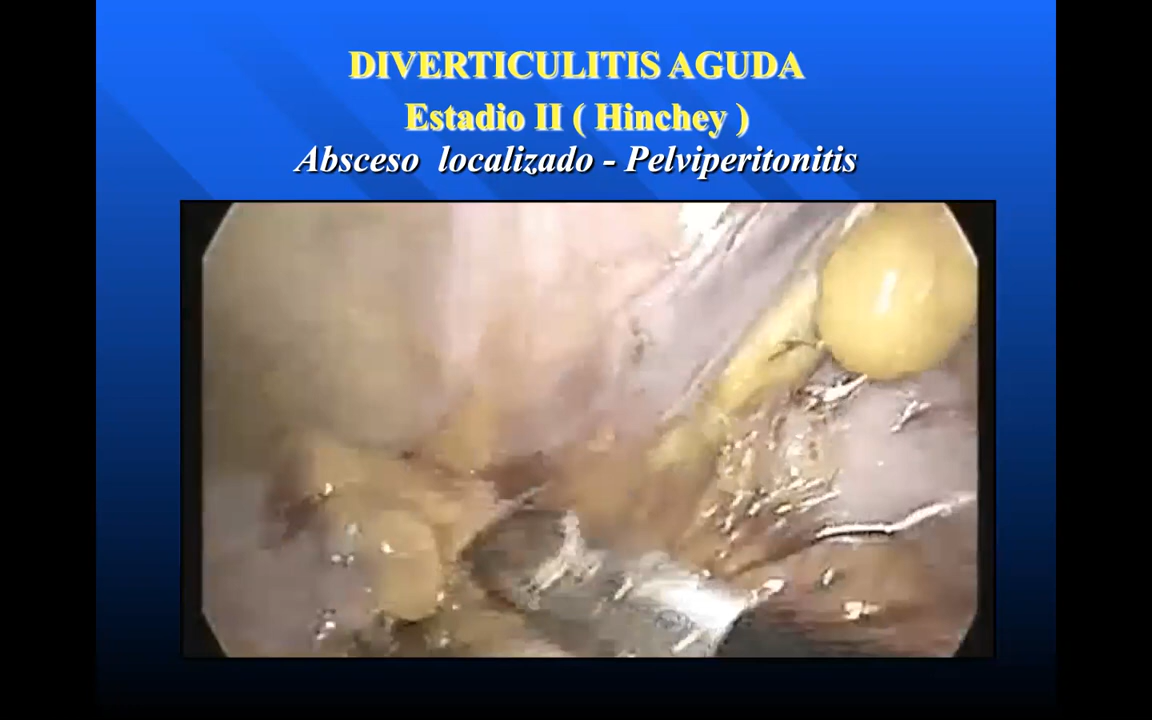 DIVERTICULITIS AGUDA
Estadio II ( Hinchey )
Absceso localizado - Pelviperitonitis